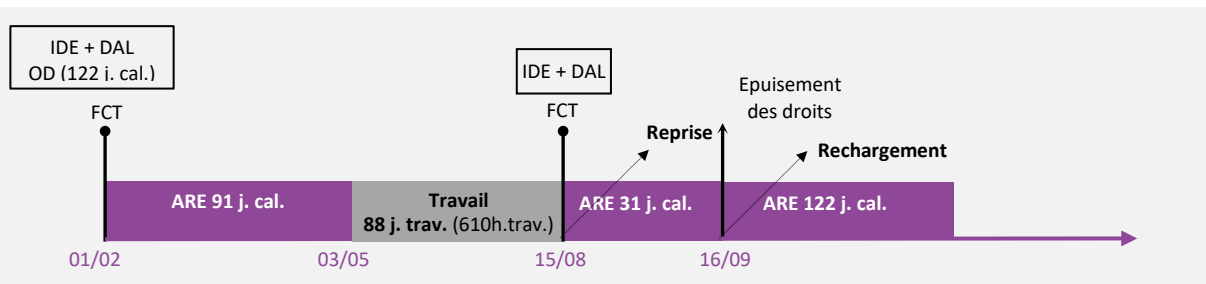 IDE + DAL
OD (122 j. cal.)
FCT
IDE + DAL
FCT
Reprise
Epuisement
des droits
Rechargement
ARE 91 j. cal.
Travail
88 j. trav. (610h.trav.)
ARE 31 j. cal.
ARE 122 j. cal.
01/02
03/05
15/08
16/09